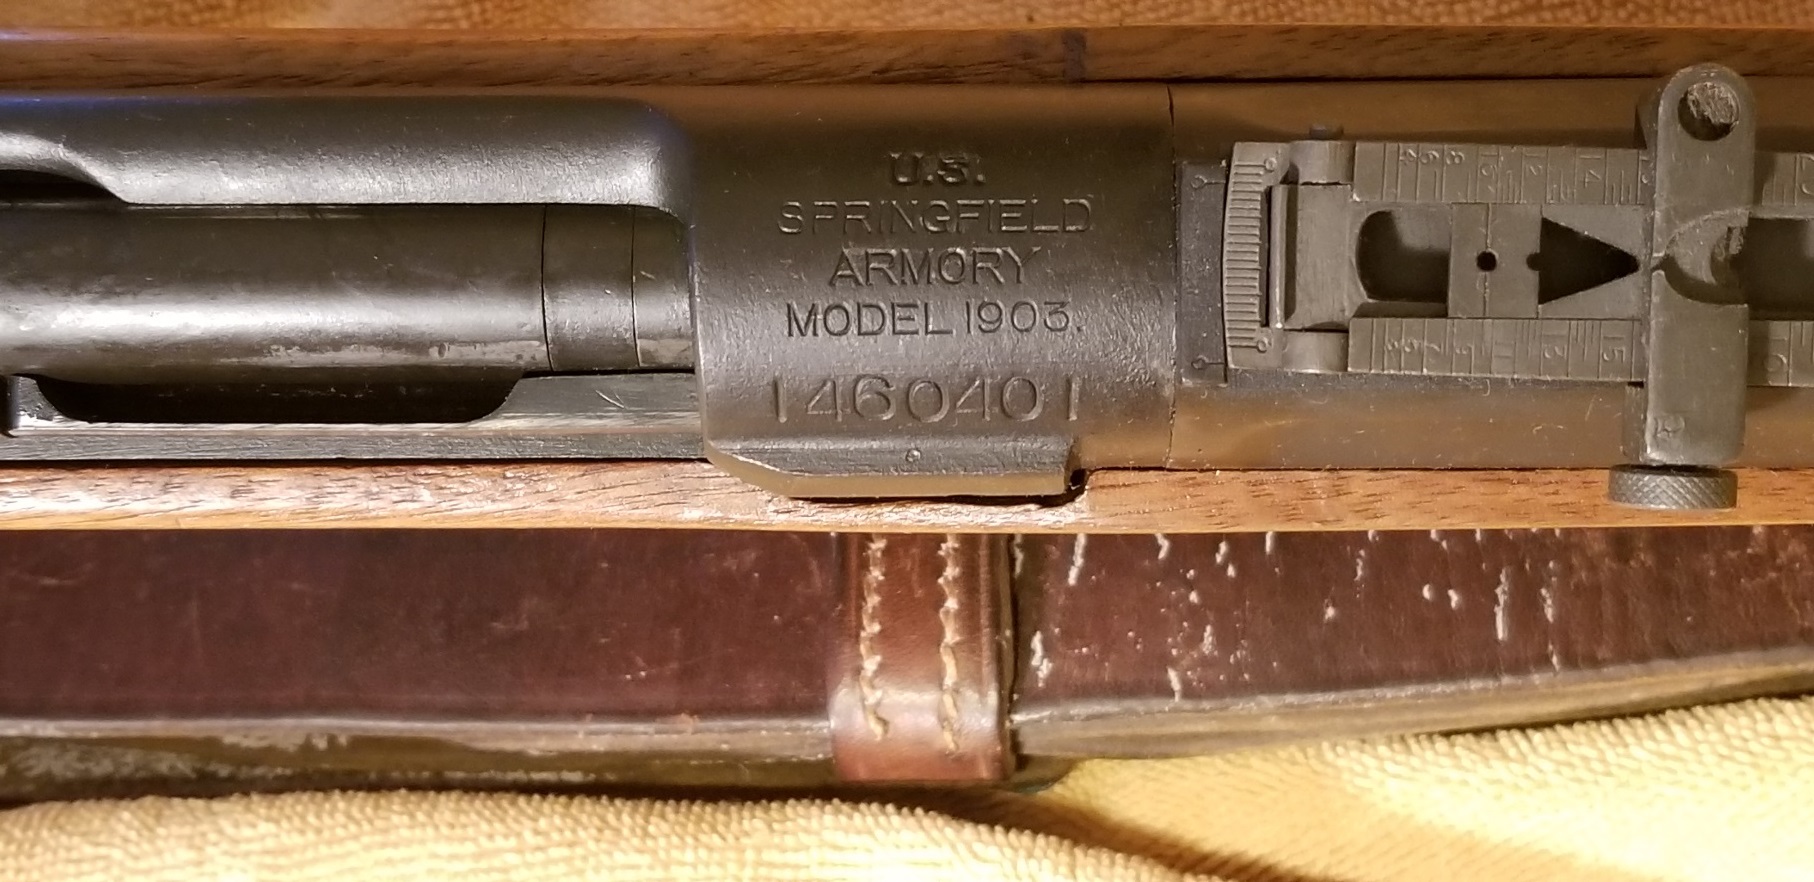 U.S.
SPRINGFIELD
ARMORY
MODEL 1903.
1460401